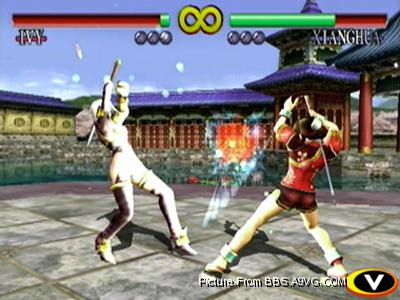 IVY
XIANGHUA
Picture From BBS.A9VG.COM
V